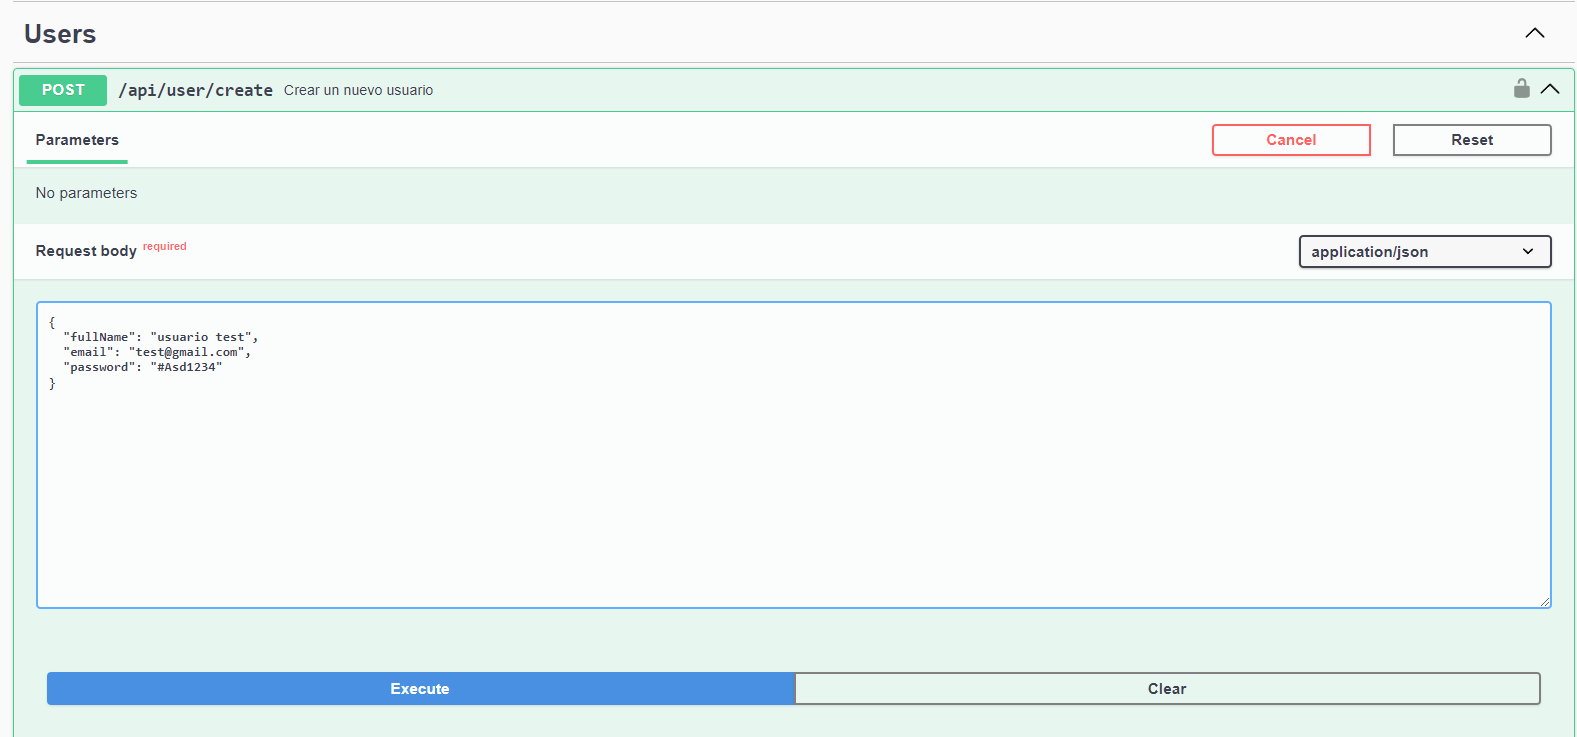 Users
POST /api/user/create Crear un nuevo usuario
Parameters
Cancel
Reset
No parameters
Request body required
application/json
{
"fullName": "usuario test",
"email": "test@gmail.com",
"password": "#Asd1234"
}
Execute
Clear